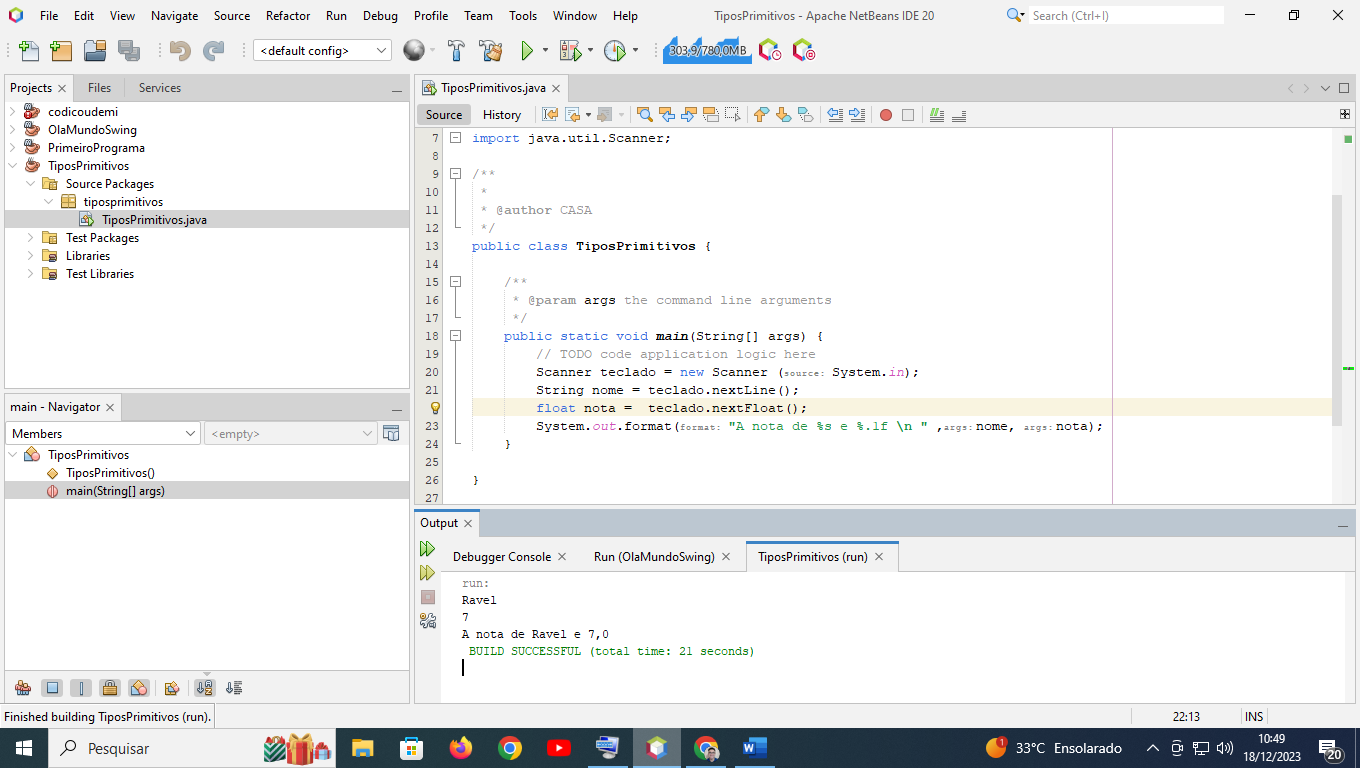 File Edit View Navigate Source Refactor Run Debug Profile Team Tools Window Help TiposPrimitivos - Apache NetBeans IDE 20 Search (Ctrl+I)
<default config> 303,9/780,0MB
Projects Files Services
codicoudemi
OlaMundoSwing
PrimeiroPrograma
TiposPrimitivos
Source Packages
tiposprimitivos
TiposPrimitivos.java
Test Packages
Libraries
Test Libraries
main - Navigator
Members <empty>
TiposPrimitivos
TiposPrimitivos()
main(String[] args)
TiposPrimitivos.java
Source History
7 import java.util.Scanner;
8
9 /**
10 *
11 * @author CASA
12 */
13 public class TiposPrimitivos {
14
15 /**
16 * @param args the command line arguments
17 */
18 public static void main(String[] args) {
19 // TODO code application logic here
20 Scanner teclado = new Scanner (source: System.in);
21 String nome = teclado.nextLine();
float nota =  teclado.nextFloat();
23 System.out.format(format: "A nota de %s e %.1f \n " ,args:nome, args:nota);
24 }
25
26 }
27
Output
Debugger Console Run (OlaMundoSwing) TiposPrimitivos (run)
run:
Ravel
7
A nota de Ravel e 7,0
BUILD SUCCESSFUL (total time: 21 seconds)
Finished building TiposPrimitivos (run). 22:13 INS
Pesquisar 1 33°C Ensolarado 10:49
18/12/2023 20